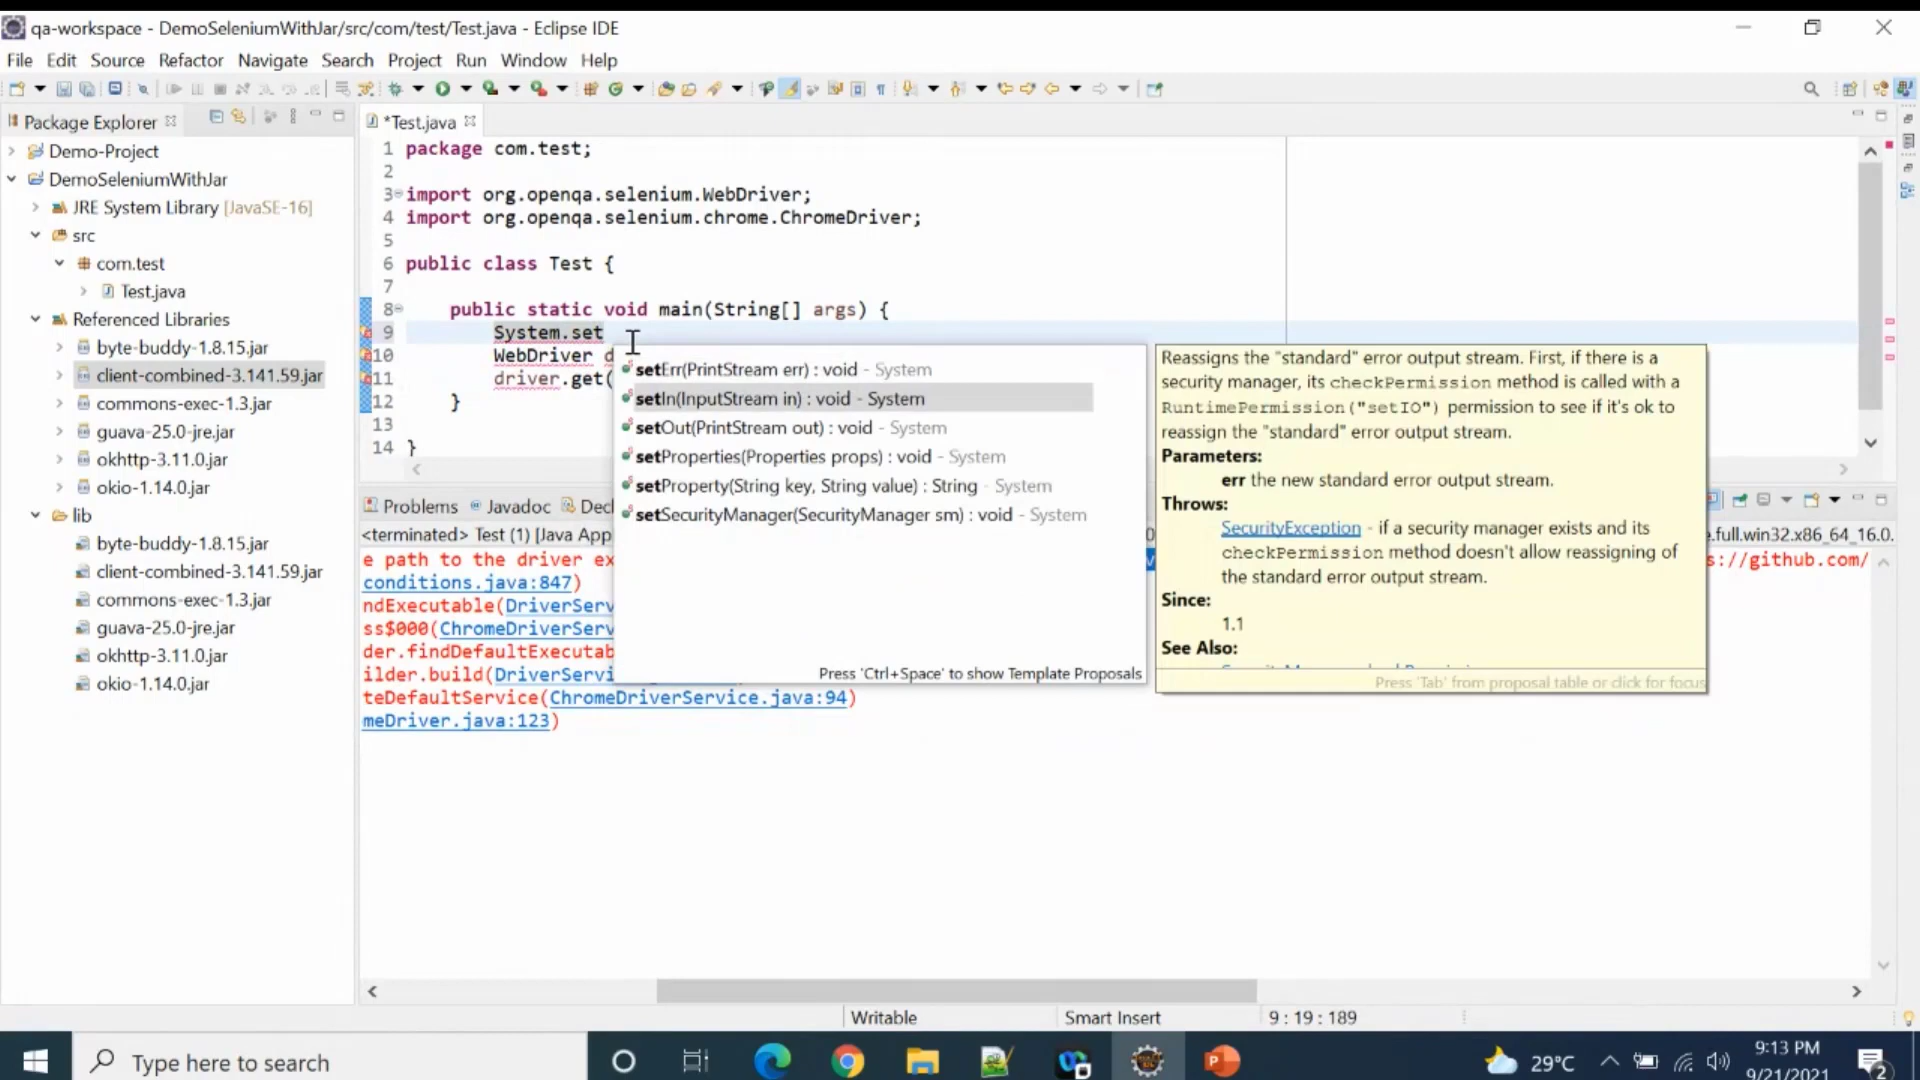 qa-workspace - DemoSeleniumWithJar/src/com/test/Test.java - Eclipse IDE
File Edit Source Refactor Navigate Search Project Run Window Help
Package Explorer
Demo-Project
DemoSeleniumWithJar
JRE System Library [JavaSE-16]
src
com.test
Test.java
Referenced Libraries
byte-buddy-1.8.15.jar
client-combined-3.141.59.jar
commons-exec-1.3.jar
guava-25.0-jre.jar
okhttp-3.11.0.jar
okio-1.14.0.jar
lib
byte-buddy-1.8.15.jar
client-combined-3.141.59.jar
commons-exec-1.3.jar
guava-25.0-jre.jar
okhttp-3.11.0.jar
okio-1.14.0.jar
*Test.java
1 package com.test;
2
3 import org.openqa.selenium.WebDriver;
4 import org.openqa.selenium.chrome.ChromeDriver;
5
6 public class Test {
7
8 public static void main(String[] args) {
9 System.set
10 WebDriver d
11 driver.get(
12 }
13
14 }
setErr(PrintStream err) : void - System
setIn(InputStream in) : void - System
setOut(PrintStream out) : void - System
setProperties(Properties props) : void - System
setProperty(String key, String value) : String - System
setSecurityManager(SecurityManager sm) : void - System
Press 'Ctrl+Space' to show Template Proposals
Reassigns the "standard" error output stream. First, if there is a
security manager, its checkPermission method is called with a
RuntimePermission("setIO") permission to see if it's ok to
reassign the "standard" error output stream.
Parameters:
err the new standard error output stream.
Throws:
SecurityException - if a security manager exists and its
checkPermission method doesn't allow reassigning of
the standard error output stream.
Since:
1.1
See Also:
Press 'Tab' from proposal table or click for focus
Problems Javadoc Decl
<terminated> Test (1) [Java App
.full.win32.x86_64_16.0.
e path to the driver ex
s://github.com/
conditions.java:847)
ndExecutable(DriverServ
ss$000(ChromeDriverServ
der.findDefaultExecutab
ilder.build(DriverServi
teDefaultService(ChromeDriverService.java:94)
meDriver.java:123)
Writable Smart Insert 9 : 19 : 189
Type here to search
29°C
9:13 PM
9/21/2021
2